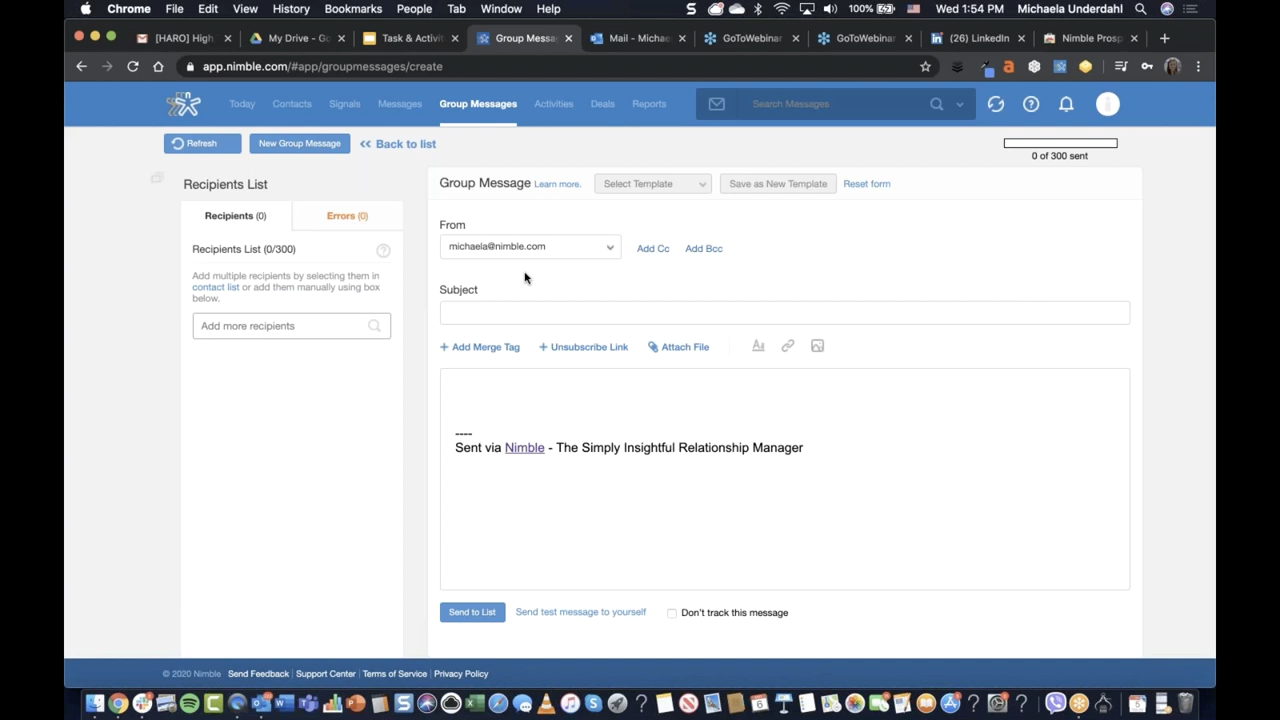 Chrome File Edit View History Bookmarks People Tab Window Help 100% Wed 1:54 PM Michaela Underdahl
[HARO] High My Drive - Go Task & Activit Group Messa Mail - Michae GoToWebinar GoToWebinar (26) LinkedIn Nimble Prosp
app.nimble.com/#app/groupmessages/create
Today Contacts Signals Messages Group Messages Activities Deals Reports Search Messages
Refresh New Group Message << Back to list
0 of 300 sent
Recipients List
Group Message Learn more. Select Template Save as New Template Reset form
Recipients (0) Errors (0)
From
Recipients List (0/300)
michaela@nimble.com Add Cc Add Bcc
Add multiple recipients by selecting them in
contact list or add them manually using box
below.
Subject
Add more recipients
+ Add Merge Tag + Unsubscribe Link Attach File
----
Sent via Nimble - The Simply Insightful Relationship Manager
Send to List Send test message to yourself Don't track this message
© 2020 Nimble Send Feedback | Support Center | Terms of Service | Privacy Policy